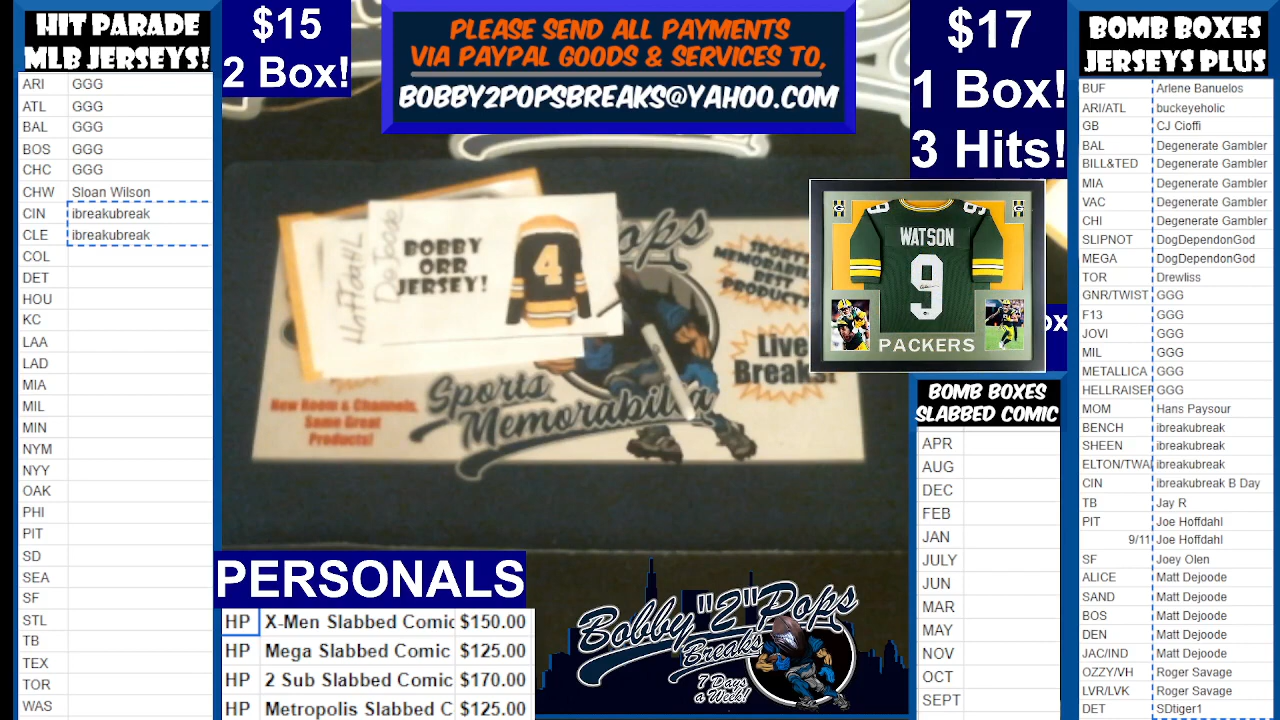 HIT PARADE
MLB JERSEYS!
ARI GGG
ATL GGG
BAL GGG
BOS GGG
CHC GGG
CHW Sloan Wilson
CIN ibreakubreak
CLE ibreakubreak
COL
DET
HOU
KC
LAA
LAD
MIA
MIL
MIN
NYM
NYY
OAK
PHI
PIT
SD
SEA
SF
STL
TB
TEX
TOR
WAS
$15
2 Box!
PLEASE SEND ALL PAYMENTS
VIA PAYPAL GOODS & SERVICES TO,
BOBBY2POPSBREAKS@YAHOO.COM
$17
1 Box!
3 Hits!
BOBBY
ORR
JERSEY!
4
ops
SPORTS
MEMORABILI
BEST
PRODUCTS
Live
Breaks!
Sports
Memorabilia
New Room & Channels,
Same Great
Products!
WATSON
9
PACKERS
ox
BOMB BOXES
SLABBED COMIC
APR
AUG
DEC
FEB
JAN
JULY
JUN
MAR
MAY
NOV
OCT
SEPT
PERSONALS
HP X-Men Slabbed Comic $150.00
HP Mega Slabbed Comic $125.00
HP 2 Sub Slabbed Comic $170.00
HP Metropolis Slabbed C $125.00
Bobby "2" Pops
Breaks
7 Days
a Week!
BOMB BOXES
JERSEYS PLUS
BUF Arlene Banuelos
ARI/ATL buckeyeholic
GB CJ Cioffi
BAL Degenerate Gambler
BILL&TED Degenerate Gambler
MIA Degenerate Gambler
VAC Degenerate Gambler
CHI Degenerate Gambler
SLIPNOT DogDependonGod
MEGA DogDependonGod
TOR Drewliss
GNR/TWIST GGG
F13 GGG
JOVI GGG
MIL GGG
METALLICA GGG
HELLRAISER GGG
MOM Hans Paysour
BENCH ibreakubreak
SHEEN ibreakubreak
ELTON/TWA ibreakubreak
CIN ibreakubreak B Day
TB Jay R
PIT Joe Hoffdahl
9/11 Joe Hoffdahl
SF Joey Olen
ALICE Matt Dejoode
SAND Matt Dejoode
BOS Matt Dejoode
DEN Matt Dejoode
JAC/IND Matt Dejoode
OZZY/VH Roger Savage
LVR/LVK Roger Savage
DET SDtiger1